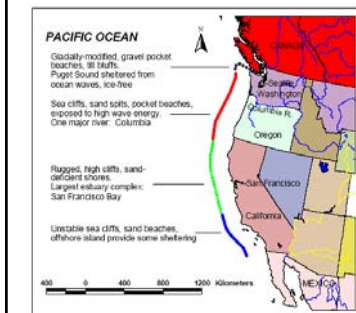 PACIFIC OCEAN
N
Glacially-modified, gravel pocket
beaches, till bluffs.
Puget Sound sheltered from
ocean waves, ice-free
Sea cliffs, sand spits, pocket beaches,
exposed to high wave energy.
One major river: Columbia
Rugged, high cliffs, sand-
deficient shores.
Largest estuary complex:
San Francisco Bay
Unstable sea cliffs, sand beaches,
offshore island provide some sheltering
CANADA
Seattle
Washington
Columbia R.
Oregon
San Francisco
California
MEXICO
400 0 400 800 1200 Kilometers